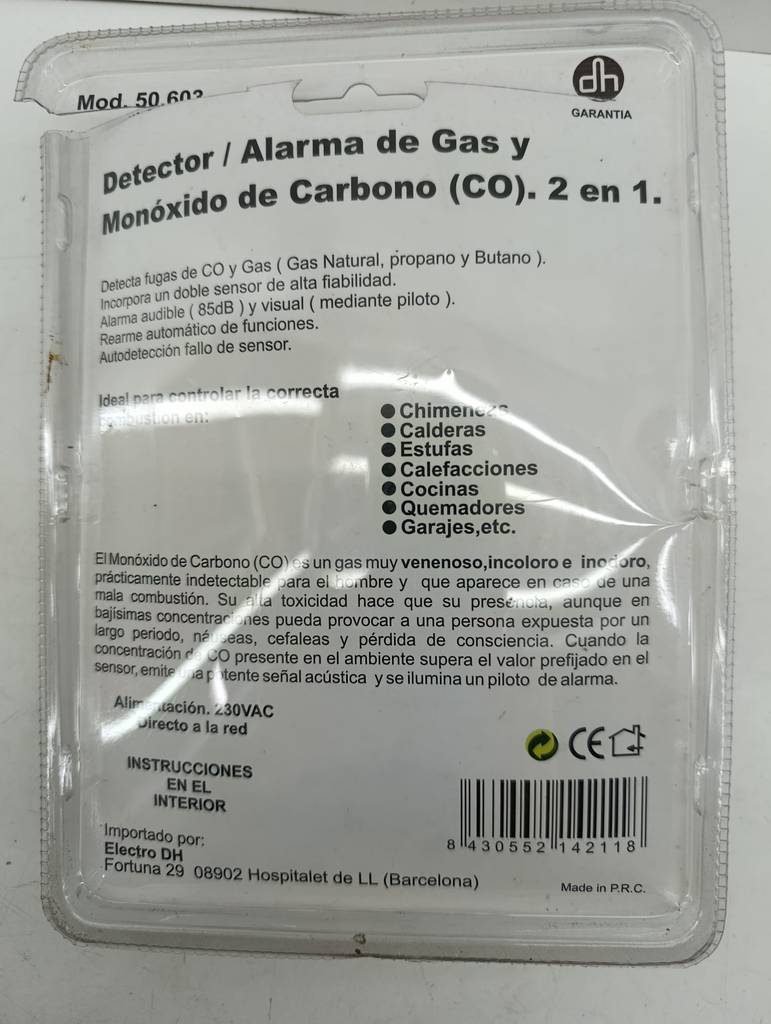 Mod. 50.602
dh
GARANTIA
Detector / Alarma de Gas y
Monóxido de Carbono (CO). 2 en 1.
Detecta fugas de CO y Gas ( Gas Natural, propano y Butano ).
Incorpora un doble sensor de alta fiabilidad.
Alarma audible ( 85dB ) y visual ( mediante piloto ).
Rearme automático de funciones.
Autodetección fallo de sensor.
Ideal para controlar la correcta
combustion en:
● Chimeneas
● Calderas
● Estufas
● Calefacciones
● Cocinas
● Quemadores
● Garajes,etc.
El Monóxido de Carbono (CO) es un gas muy venenoso,incoloro e inodoro,
prácticamente indetectable para el hombre y que aparece en caso de una
mala combustión. Su alta toxicidad hace que su presencia, aunque en
bajísimas concentraciones pueda provocar a una persona expuesta por un
largo periodo, náuseas, cefaleas y pérdida de consciencia. Cuando la
concentración de CO presente en el ambiente supera el valor prefijado en el
sensor, emite una potente señal acústica y se ilumina un piloto de alarma.
Alimentación. 230VAC
Directo a la red
CE
INSTRUCCIONES
EN EL
INTERIOR
8 430552 142118
Importado por:
Electro DH
Fortuna 29 08902 Hospitalet de LL (Barcelona)
Made in P.R.C.